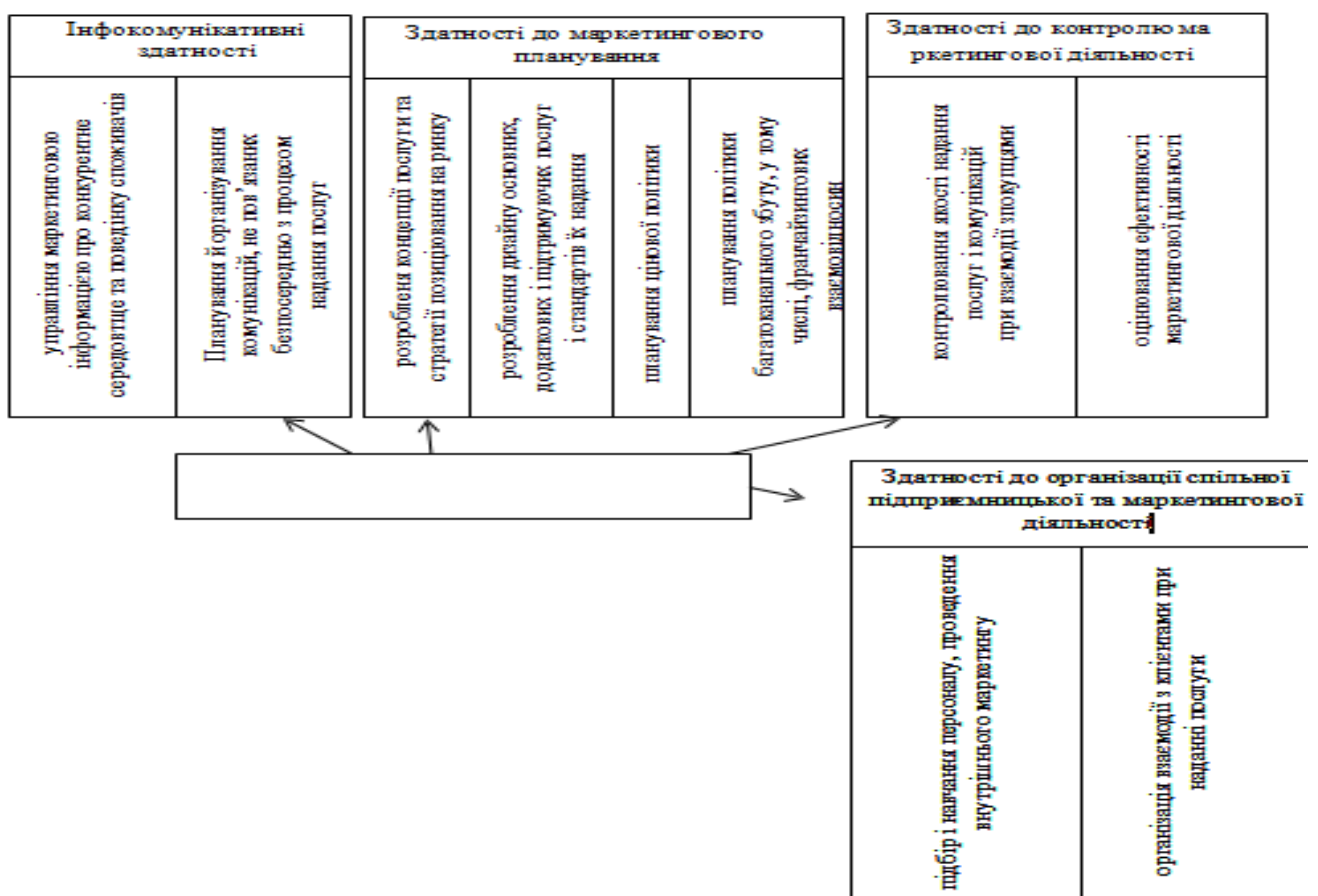 Інфокомунікативні
здатності
управління маркетинговою
інформацією про конкурентне
середовтще та поведінку споживачів
Планування й організування
комунікацій, не пов’язаних
безпосередньо з процесом
надання послуг
Здатності до маркетингового
планування
розроблення концепції послуги та
стратегії позиціювання на ринку
розроблення дизайну основних,
додаткових і підтримуючих послуг
і стандартів їх надання
планування цінової політики
планування політики
багатоканального збуту, у тому
числі, франчайзингових
взаємовідносин
Здатності до контролю ма
ркетингової діяльності
контролювання якості надання
послуг і комунікацій
при взаємодії зпокупцями
оцінювання ефективності
маркетингової діяльності
Здатності до організації спільної
підприємницької та маркетингової
діяльності
підбір і навчання персоналу, проведення
внутрішнього маркетингу
організація взаємодії з клієнтами при
наданні послуги